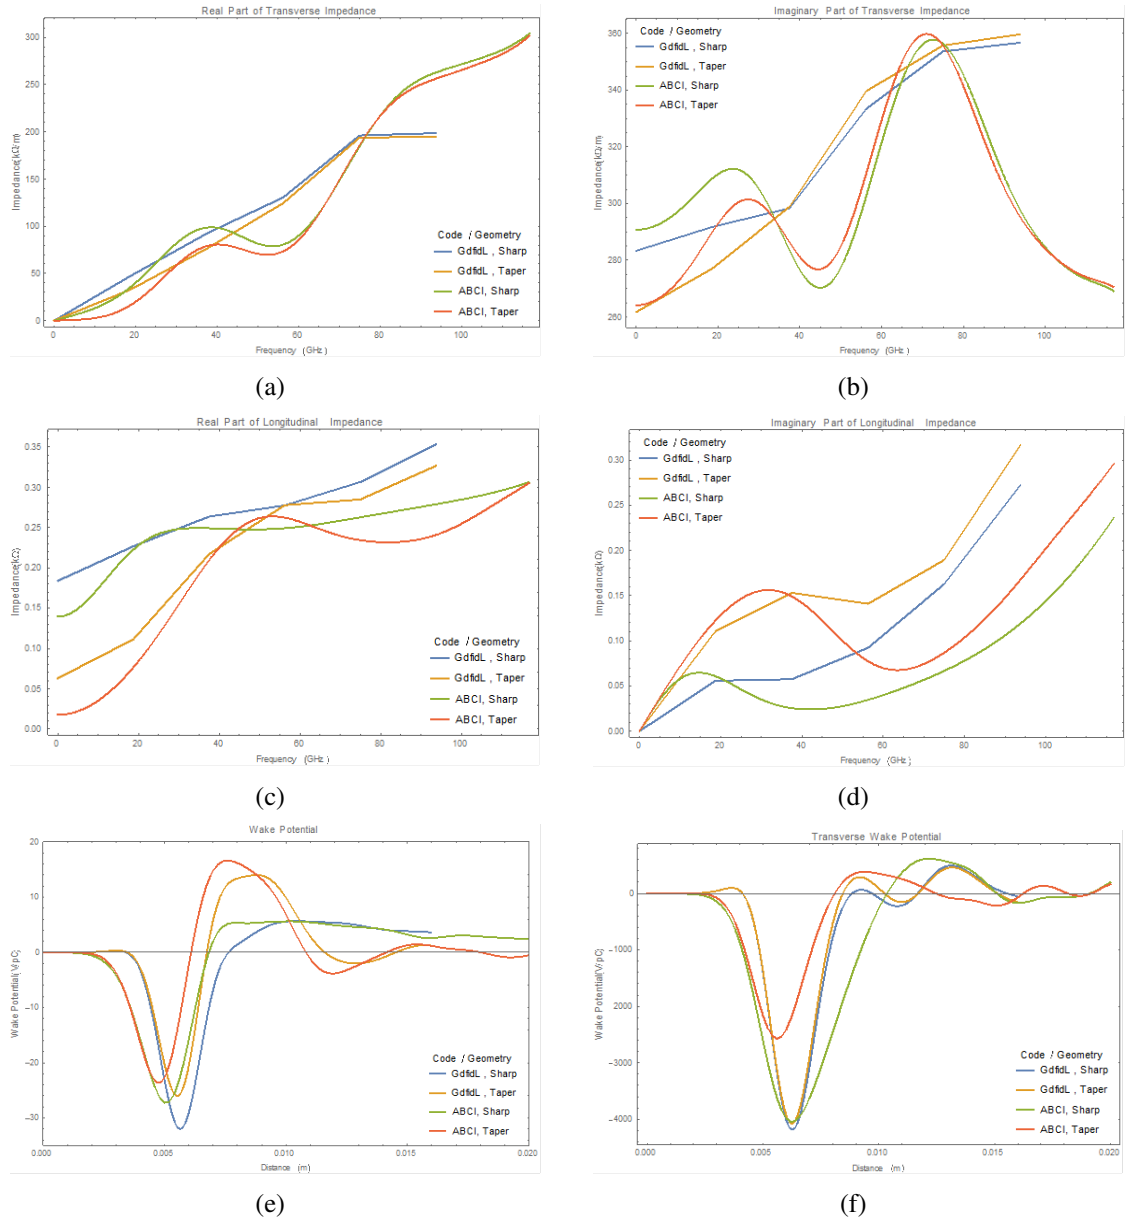 Real Part of Transverse Impedance
Impedance(kΩ/m)
300
250
200
150
100
50
0
0 20 40 60 80 100
Frequency (GHz)
Code / Geometry
GdfidL , Sharp
GdfidL , Taper
ABCI, Sharp
ABCI, Taper
(a)
Imaginary Part of Transverse Impedance
Impedance(kΩ/m)
360
340
320
300
280
260
0 20 40 60 80 100
Frequency (GHz)
Code / Geometry
GdfidL , Sharp
GdfidL , Taper
ABCI, Sharp
ABCI, Taper
(b)
Real Part of Longitudinal Impedance
Impedance(kΩ)
0.35
0.30
0.25
0.20
0.15
0.10
0.05
0.00
0 20 40 60 80 100
Frequency (GHz)
Code / Geometry
GdfidL , Sharp
GdfidL , Taper
ABCI, Sharp
ABCI, Taper
(c)
Imaginary Part of Longitudinal Impedance
Impedance(kΩ)
0.30
0.25
0.20
0.15
0.10
0.05
0.00
0 20 40 60 80 100
Frequency (GHz)
Code / Geometry
GdfidL , Sharp
GdfidL , Taper
ABCI, Sharp
ABCI, Taper
(d)
Wake Potential
Wake Potential(V/pC)
20
10
0
-10
-20
-30
0.000 0.005 0.010 0.015 0.020
Distance (m)
Code / Geometry
GdfidL , Sharp
GdfidL , Taper
ABCI, Sharp
ABCI, Taper
(e)
Transverse Wake Potential
Wake Potential(V/pC)
0
-1000
-2000
-3000
-4000
0.000 0.005 0.010 0.015 0.020
Distance (m)
Code / Geometry
GdfidL , Sharp
GdfidL , Taper
ABCI, Sharp
ABCI, Taper
(f)